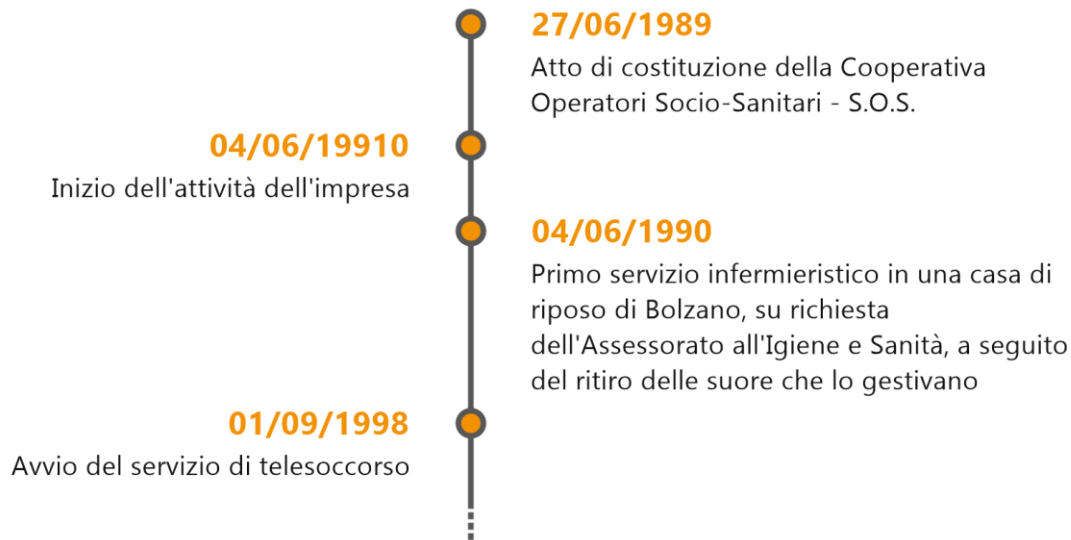 27/06/1989
Atto di costituzione della Cooperativa
Operatori Socio-Sanitari - S.O.S.
04/06/19910
Inizio dell'attività dell'impresa
04/06/1990
Primo servizio infermieristico in una casa di
riposo di Bolzano, su richiesta
dell'Assessorato all'Igiene e Sanità, a seguito
del ritiro delle suore che lo gestivano
01/09/1998
Avvio del servizio di telesoccorso